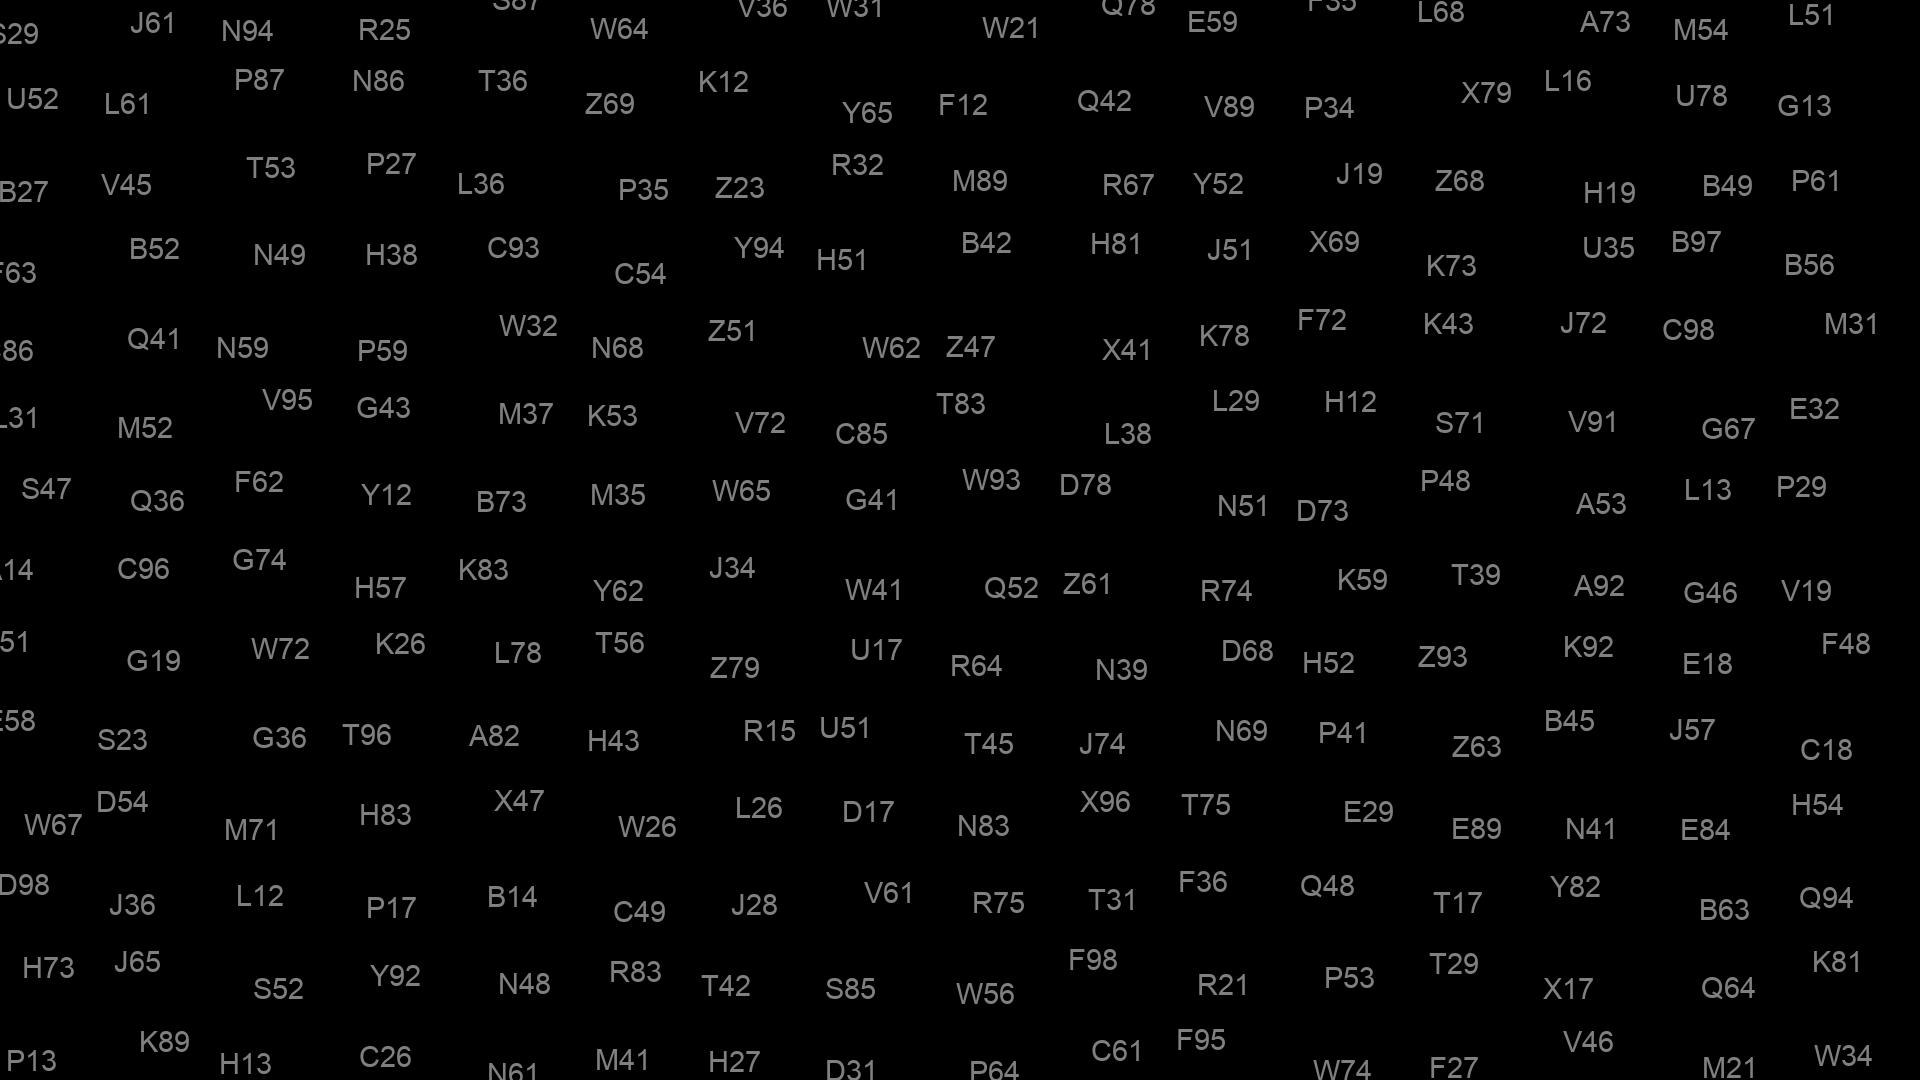 S29 J61 N94 R25 S87 W64 V36 W31 W21 Q78 E59 F35 L68 A73 M54 L51
U52 L61 P87 N86 T36 Z69 K12 Y65 F12 Q42 V89 P34 X79 L16 U78 G13
B27 V45 T53 P27 L36 P35 Z23 R32 M89 R67 Y52 J19 Z68 H19 B49 P61
F63 B52 N49 H38 C93 C54 Y94 H51 B42 H81 J51 X69 K73 U35 B97 B56
86 Q41 N59 P59 W32 N68 Z51 W62 Z47 X41 K78 F72 K43 J72 C98 M31
L31 M52 V95 G43 M37 K53 V72 C85 T83 L38 L29 H12 S71 V91 G67 E32
S47 Q36 F62 Y12 B73 M35 W65 G41 W93 D78 N51 D73 P48 A53 L13 P29
A14 C96 G74 H57 K83 Y62 J34 W41 Q52 Z61 R74 K59 T39 A92 G46 V19
51 G19 W72 K26 L78 T56 Z79 U17 R64 N39 D68 H52 Z93 K92 E18 F48
E58 S23 G36 T96 A82 H43 R15 U51 T45 J74 N69 P41 Z63 B45 J57 C18
W67 D54 M71 H83 X47 W26 L26 D17 N83 X96 T75 E29 E89 N41 E84 H54
D98 J36 L12 P17 B14 C49 J28 V61 R75 T31 F36 Q48 T17 Y82 B63 Q94
H73 J65 S52 Y92 N48 R83 T42 S85 W56 F98 R21 P53 T29 X17 Q64 K81
P13 K89 H13 C26 N61 M41 H27 D31 P64 C61 F95 W74 F27 V46 M21 W34